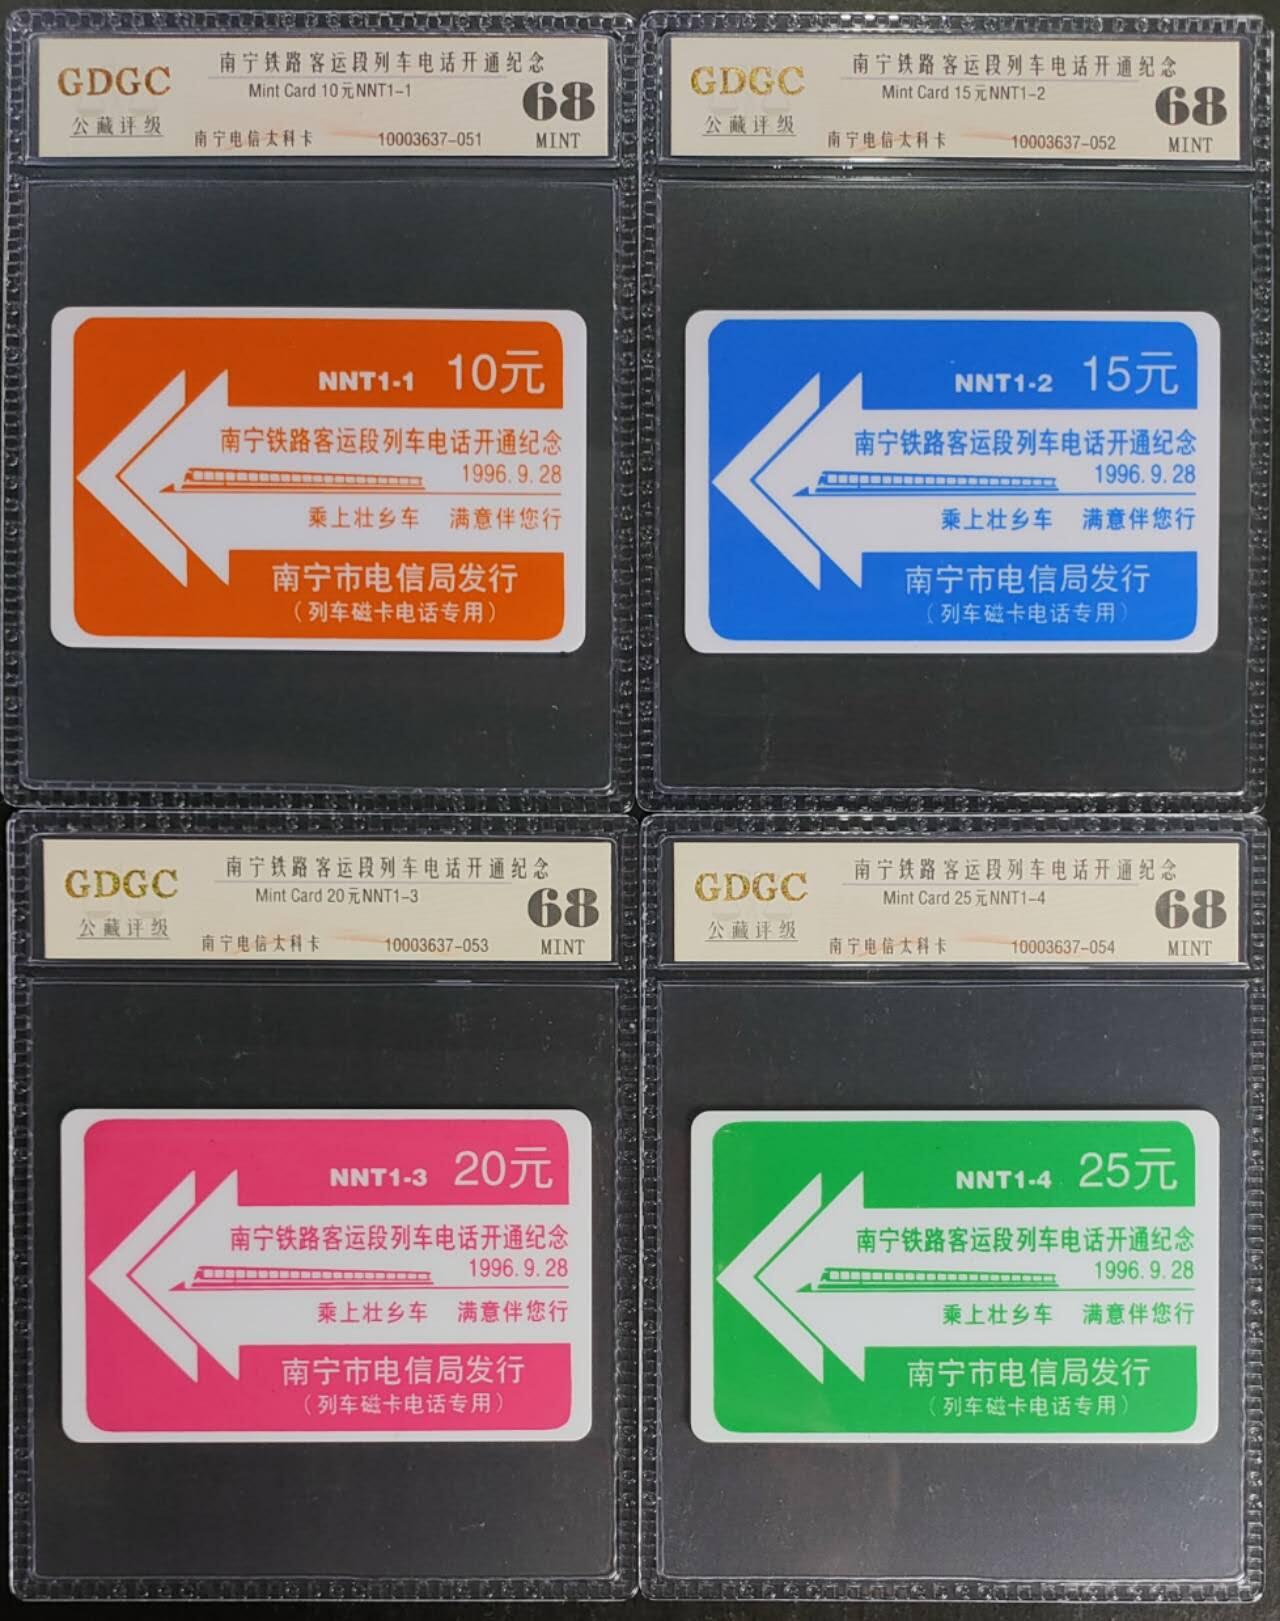 GDGC
公藏评级
南宁铁路客运段列车电话开通纪念
Mint Card 10元NNT1-1
南宁电信太科卡
10003637-051
68
MINT
NNT1-1 10元
南宁铁路客运段列车电话开通纪念
1996.9.28
乘上壮乡车 满意伴您行
南宁市电信局发行
（列车磁卡电话专用）
GDGC
公藏评级
南宁铁路客运段列车电话开通纪念
Mint Card 15元NNT1-2
南宁电信太科卡
10003637-052
68
MINT
NNT1-2 15元
南宁铁路客运段列车电话开通纪念
1996.9.28
乘上壮乡车 满意伴您行
南宁市电信局发行
（列车磁卡电话专用）
GDGC
公藏评级
南宁铁路客运段列车电话开通纪念
Mint Card 20元NNT1-3
南宁电信太科卡
10003637-053
68
MINT
NNT1-3 20元
南宁铁路客运段列车电话开通纪念
1996.9.28
乘上壮乡车 满意伴您行
南宁市电信局发行
（列车磁卡电话专用）
GDGC
公藏评级
南宁铁路客运段列车电话开通纪念
Mint Card 25元NNT1-4
南宁电信太科卡
10003637-054
68
MINT
NNT1-4 25元
南宁铁路客运段列车电话开通纪念
1996.9.28
乘上壮乡车 满意伴您行
南宁市电信局发行
（列车磁卡电话专用）